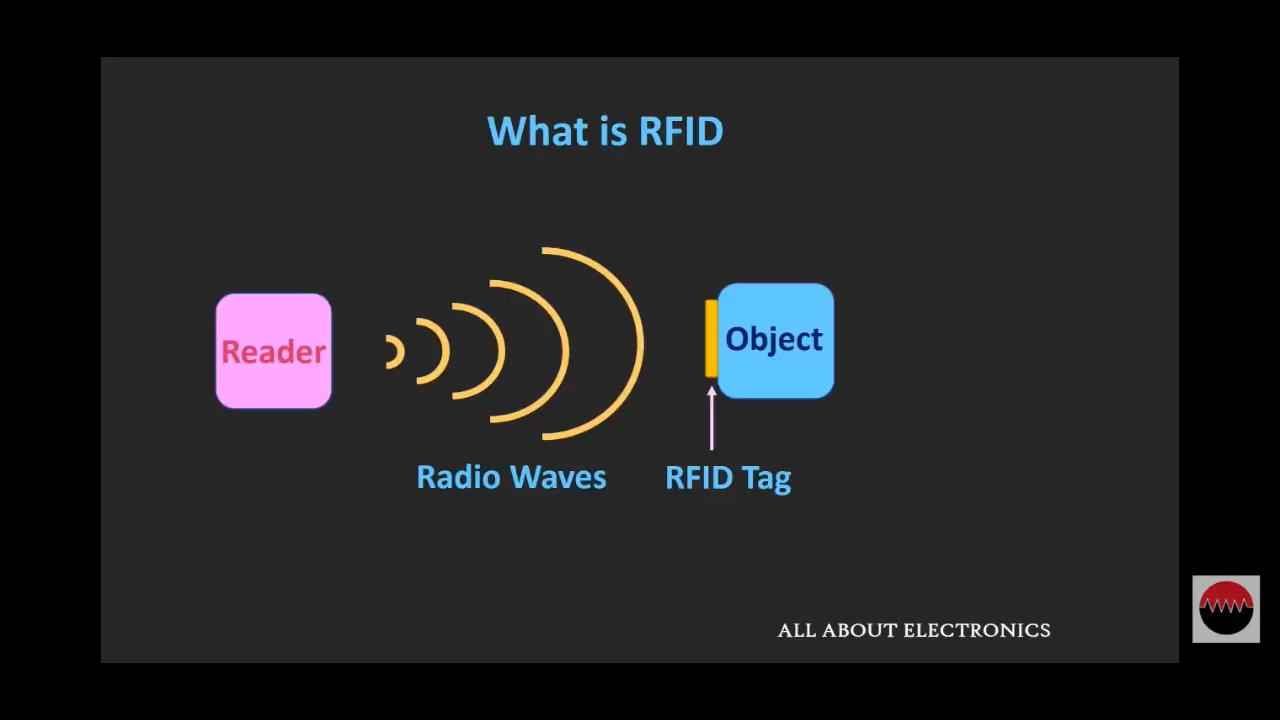 What is RFID
Reader
Object
Radio Waves
RFID Tag
ALL ABOUT ELECTRONICS